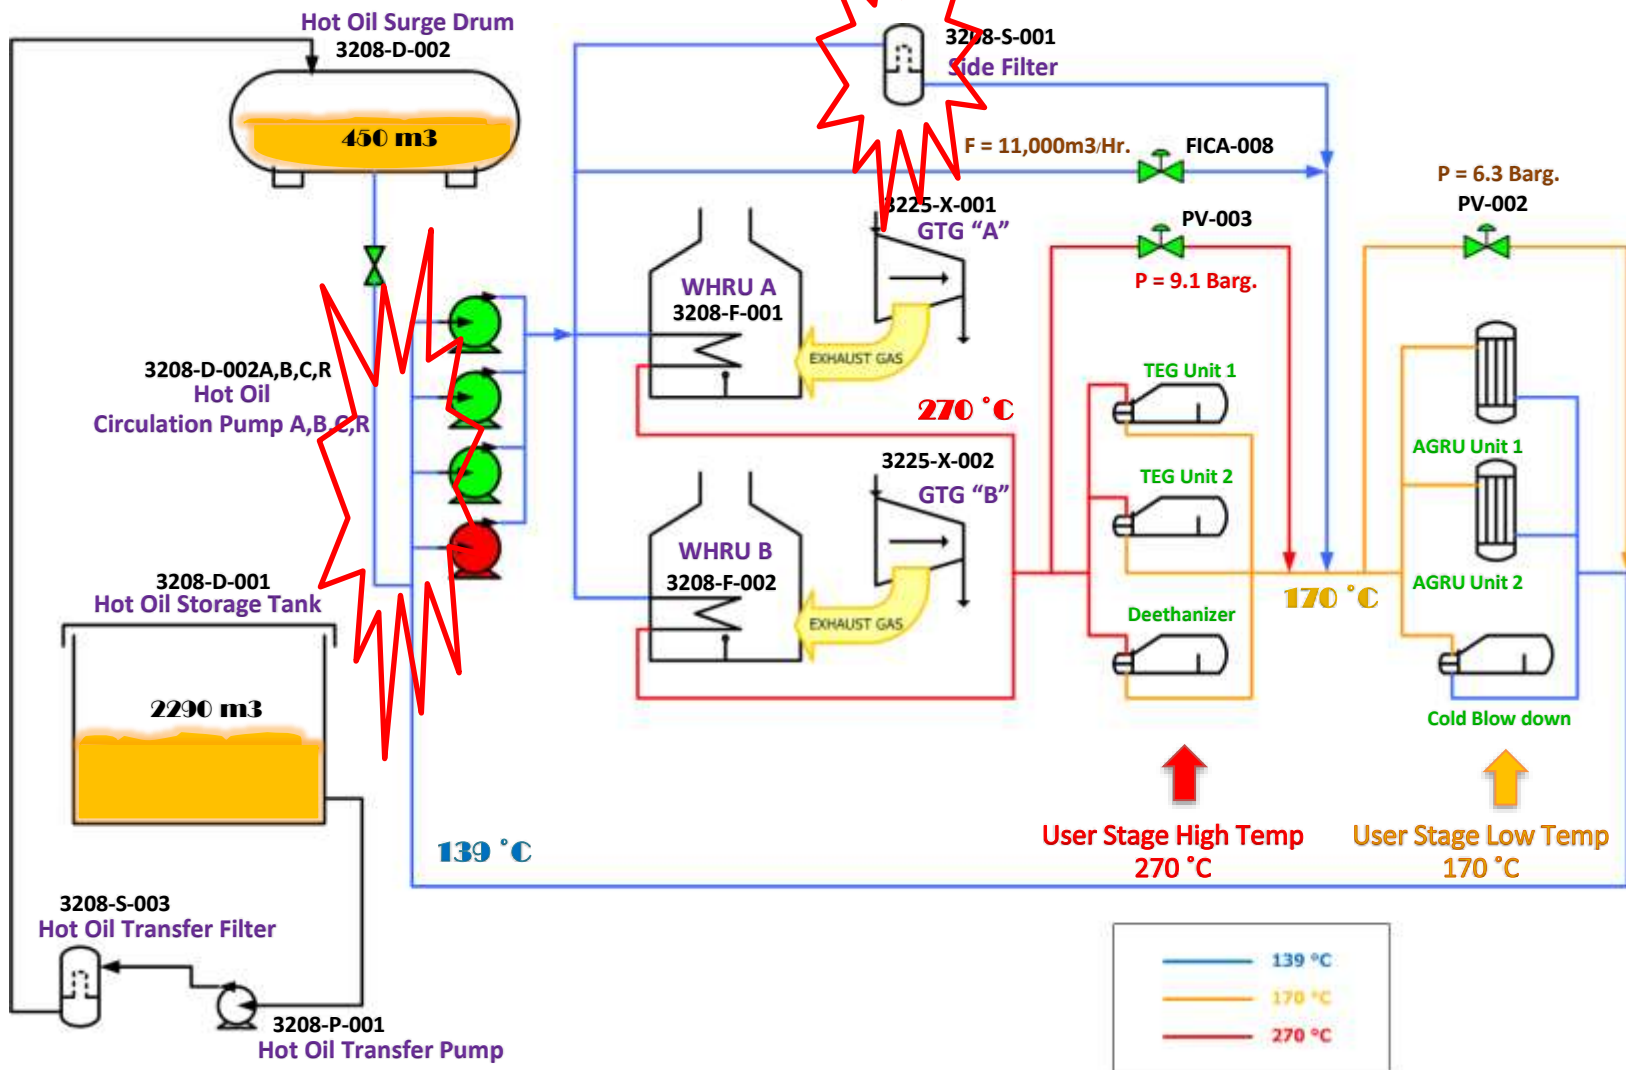 Hot Oil Surge Drum
3208-D-002
450 m3
3208-S-001
Side Filter
F = 11,000m3/Hr.
FICA-008
P = 6.3 Barg.
PV-002
3225-X-001
GTG "A"
PV-003
P = 9.1 Barg.
WHRU A
3208-F-001
EXHAUST GAS
3208-D-002A,B,C,R
Hot Oil
Circulation Pump A,B,C,R
270 °C
TEG Unit 1
AGRU Unit 1
3225-X-002
GTG "B"
TEG Unit 2
WHRU B
3208-F-002
EXHAUST GAS
3208-D-001
Hot Oil Storage Tank
2290 m3
170 °C
AGRU Unit 2
Deethanizer
Cold Blow down
139 °C
User Stage High Temp
270 °C
User Stage Low Temp
170 °C
3208-S-003
Hot Oil Transfer Filter
3208-P-001
Hot Oil Transfer Pump
139 °C
170 °C
270 °C